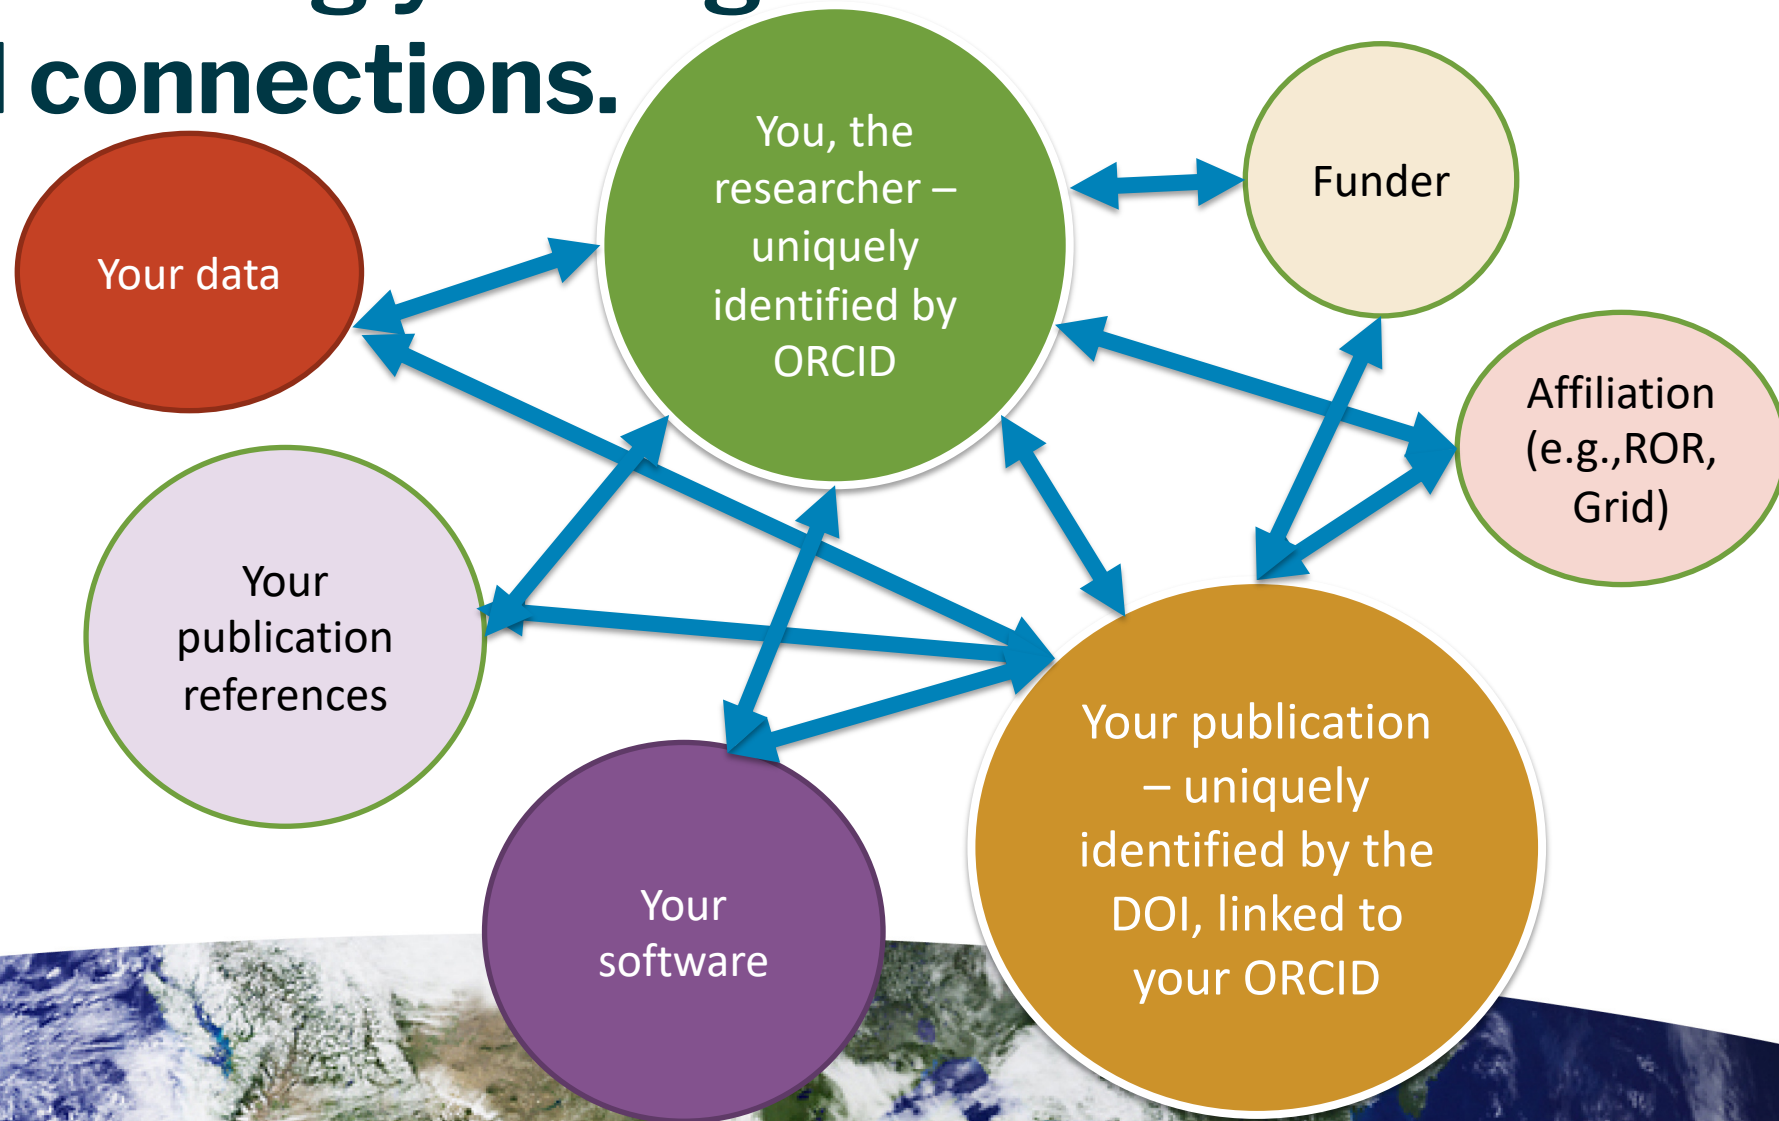 connections.
You, the
researcher –
uniquely
identified by
ORCID
Funder
Your data
Affiliation
(e.g.,ROR,
Grid)
Your
publication
references
Your publication
– uniquely
identified by the
DOI, linked to
your ORCID
Your
software